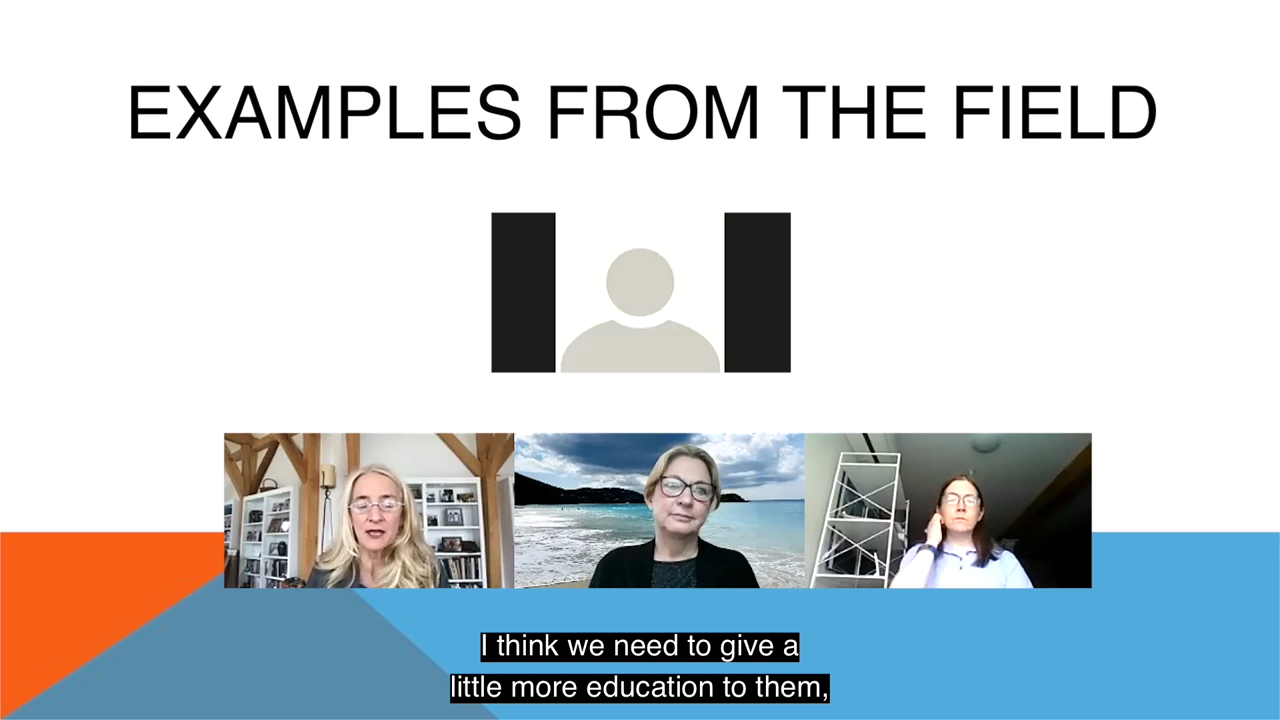 EXAMPLES FROM THE FIELD
I think we need to give a
little more education to them,